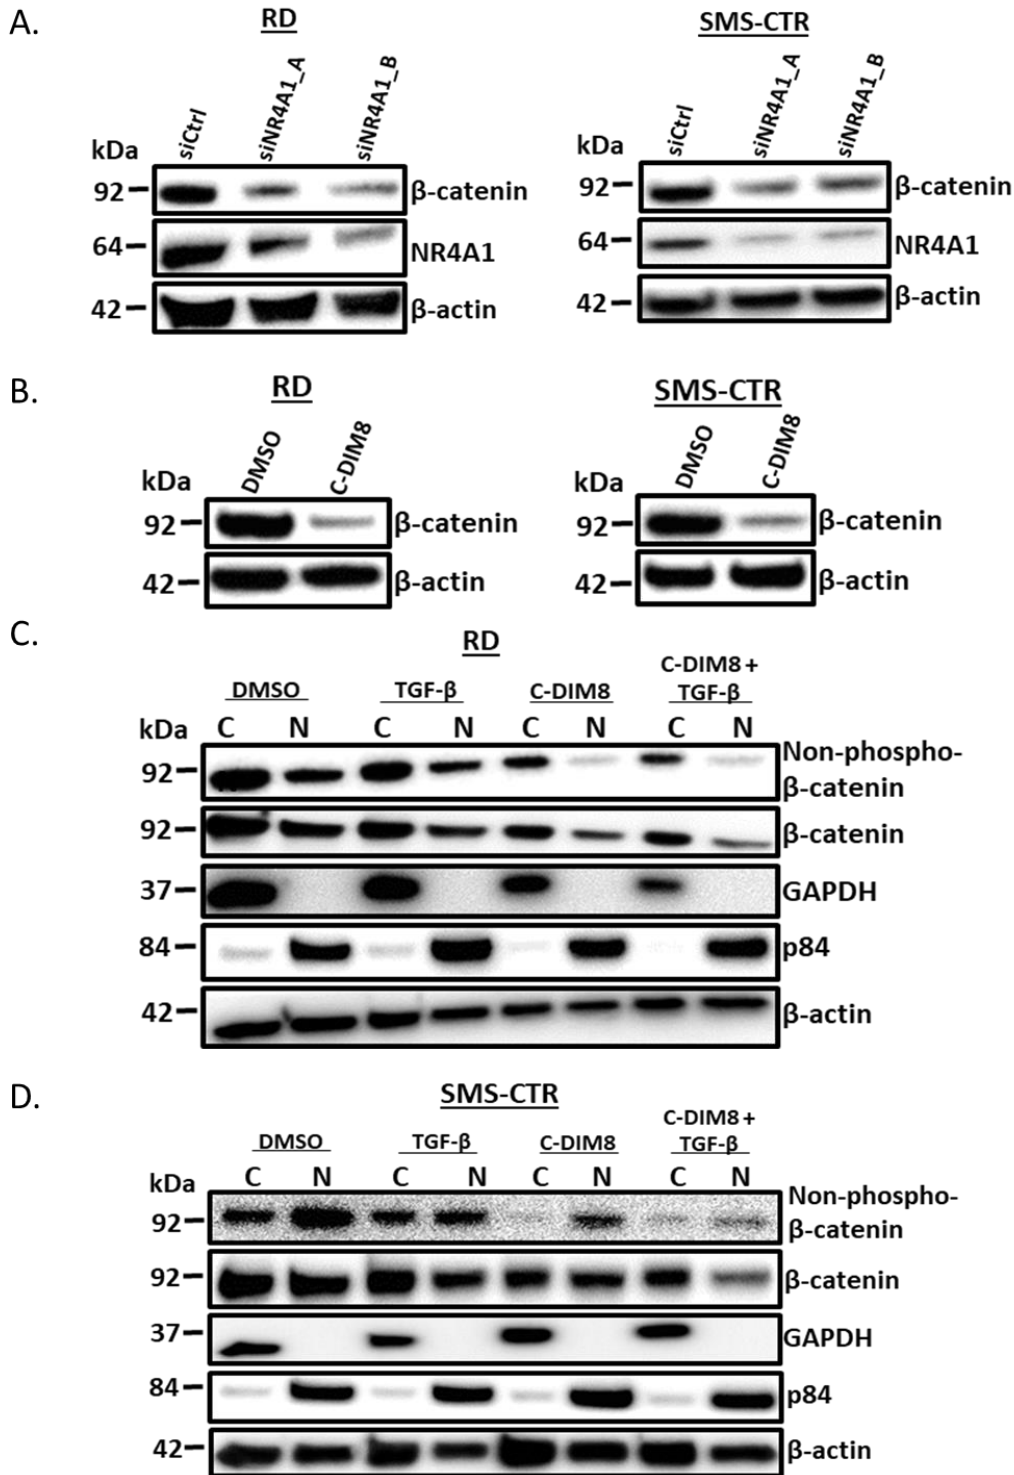 A.
RD
SMS-CTR
kDa siCtrl siNR4A1_A siNR4A1_B
kDa siCtrl siNR4A1_A siNR4A1_B
92 β-catenin
92 β-catenin
64 NR4A1
64 NR4A1
42 β-actin
42 β-actin
B.
RD
SMS-CTR
kDa DMSO C-DIM8
kDa DMSO C-DIM8
92 β-catenin
92 β-catenin
42 β-actin
42 β-actin
C.
RD
DMSO TGF-β C-DIM8 C-DIM8 +
TGF-β
kDa C N C N C N C N
92 Non-phospho-
β-catenin
92 β-catenin
37 GAPDH
84 p84
42 β-actin
D.
SMS-CTR
DMSO TGF-β C-DIM8 C-DIM8 +
TGF-β
kDa C N C N C N C N
92 Non-phospho-
β-catenin
92 β-catenin
37 GAPDH
84 p84
42 β-actin